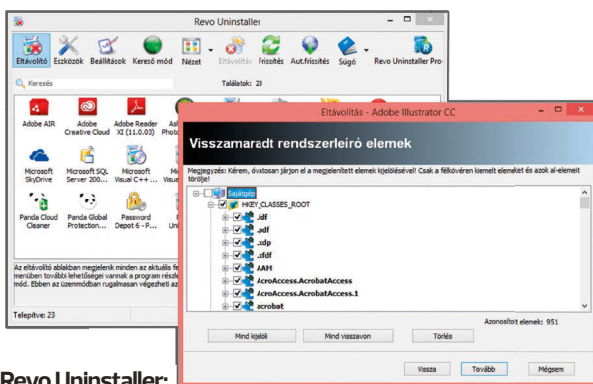 Revo Uninstaller
Eltávolító Eszközök Beállítások Kereső mód Nézet Eltávolítás Frissítés Aut.frissítés Súgó Revo Uninstaller Pro
Keresés
Találatok: 23
Adobe AIR
Adobe Creative Cloud
Adobe Reader XI (11.0.03)
Microsoft SkyDrive
Microsoft SQL Server 200...
Microsoft Visual C++ ...
Panda Cloud Cleaner
Panda Global Protection...
Password Depot 6 - P...
Az eltávolító ablakban megjelenik minden az aktuális fe
menüben további lehetőségei vannak a program részle
mód. Ebben az üzemmódban rugalmasan végezheti az
Telepítve: 23
Eltávolítás - Adobe Illustrator CC
Visszamaradt rendszerleíró elemek
Megjegyzés: Kérem, óvatosan járjon el a megjelenített elemek kijelölésével! Csak a félkövéren kiemelt elemeket és azok al-elemeit
törölje!
Sajátgép
HKEY_CLASSES_ROOT
AcroAccess.AcrobatAccess
AcroAccess.AcrobatAccess.1
acrobat
Azonosított elemek: 951
Mind kijelöli
Mind visszavon
Törlés
Vissza
Tovább
Mégsem
Revo Uninstaller: